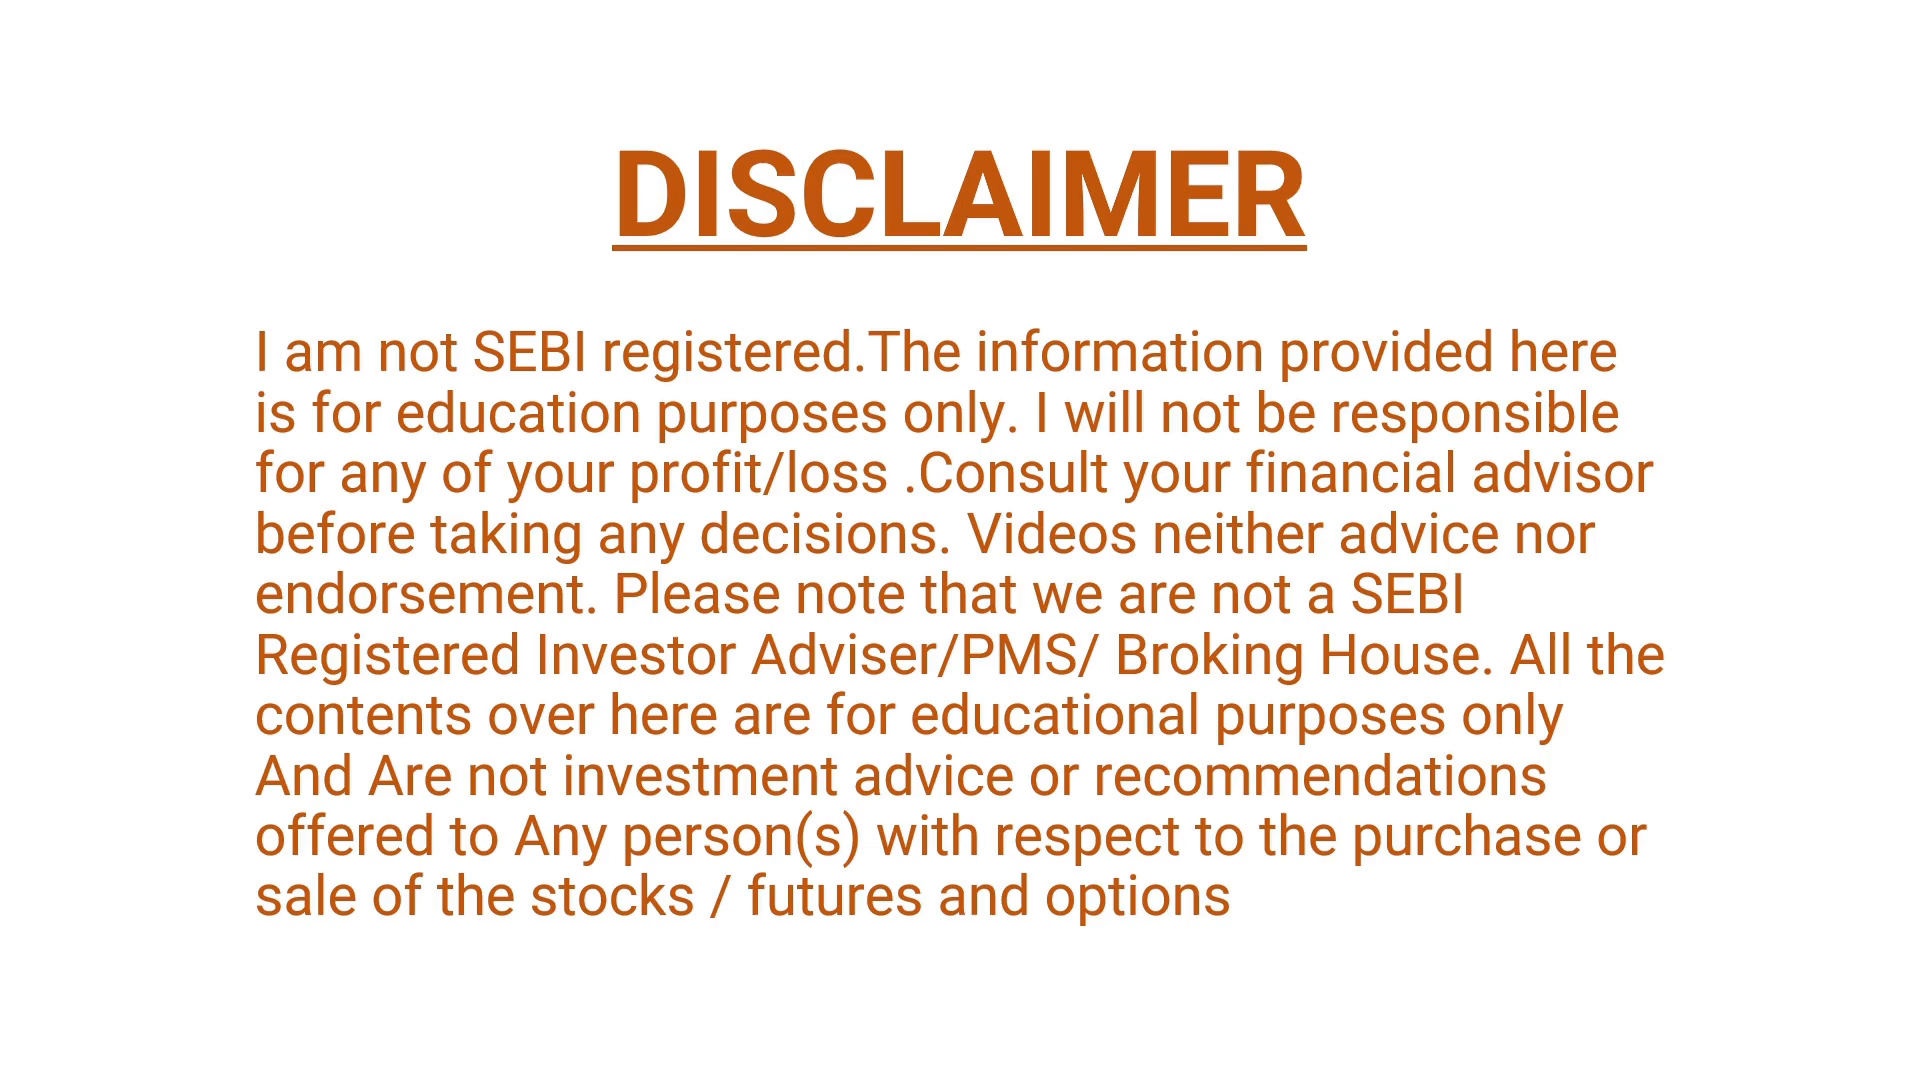 DISCLAIMER
I am not SEBI registered.The information provided here
is for education purposes only. I will not be responsible
for any of your profit/loss .Consult your financial advisor
before taking any decisions. Videos neither advice nor
endorsement. Please note that we are not a SEBI
Registered Investor Adviser/PMS/ Broking House. All the
contents over here are for educational purposes only
And Are not investment advice or recommendations
offered to Any person(s) with respect to the purchase or
sale of the stocks / futures and options